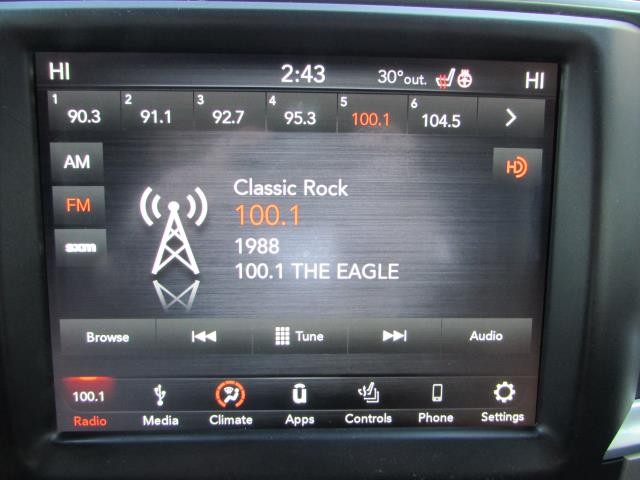 HI 2:43 30°out. HI
1 2 3 4 5 6
90.3 91.1 92.7 95.3 100.1 104.5
AM
HD
FM
sxm
Classic Rock
100.1
1988
100.1 THE EAGLE
Browse Tune Audio
100.1
Radio Media Climate Apps Controls Phone Settings